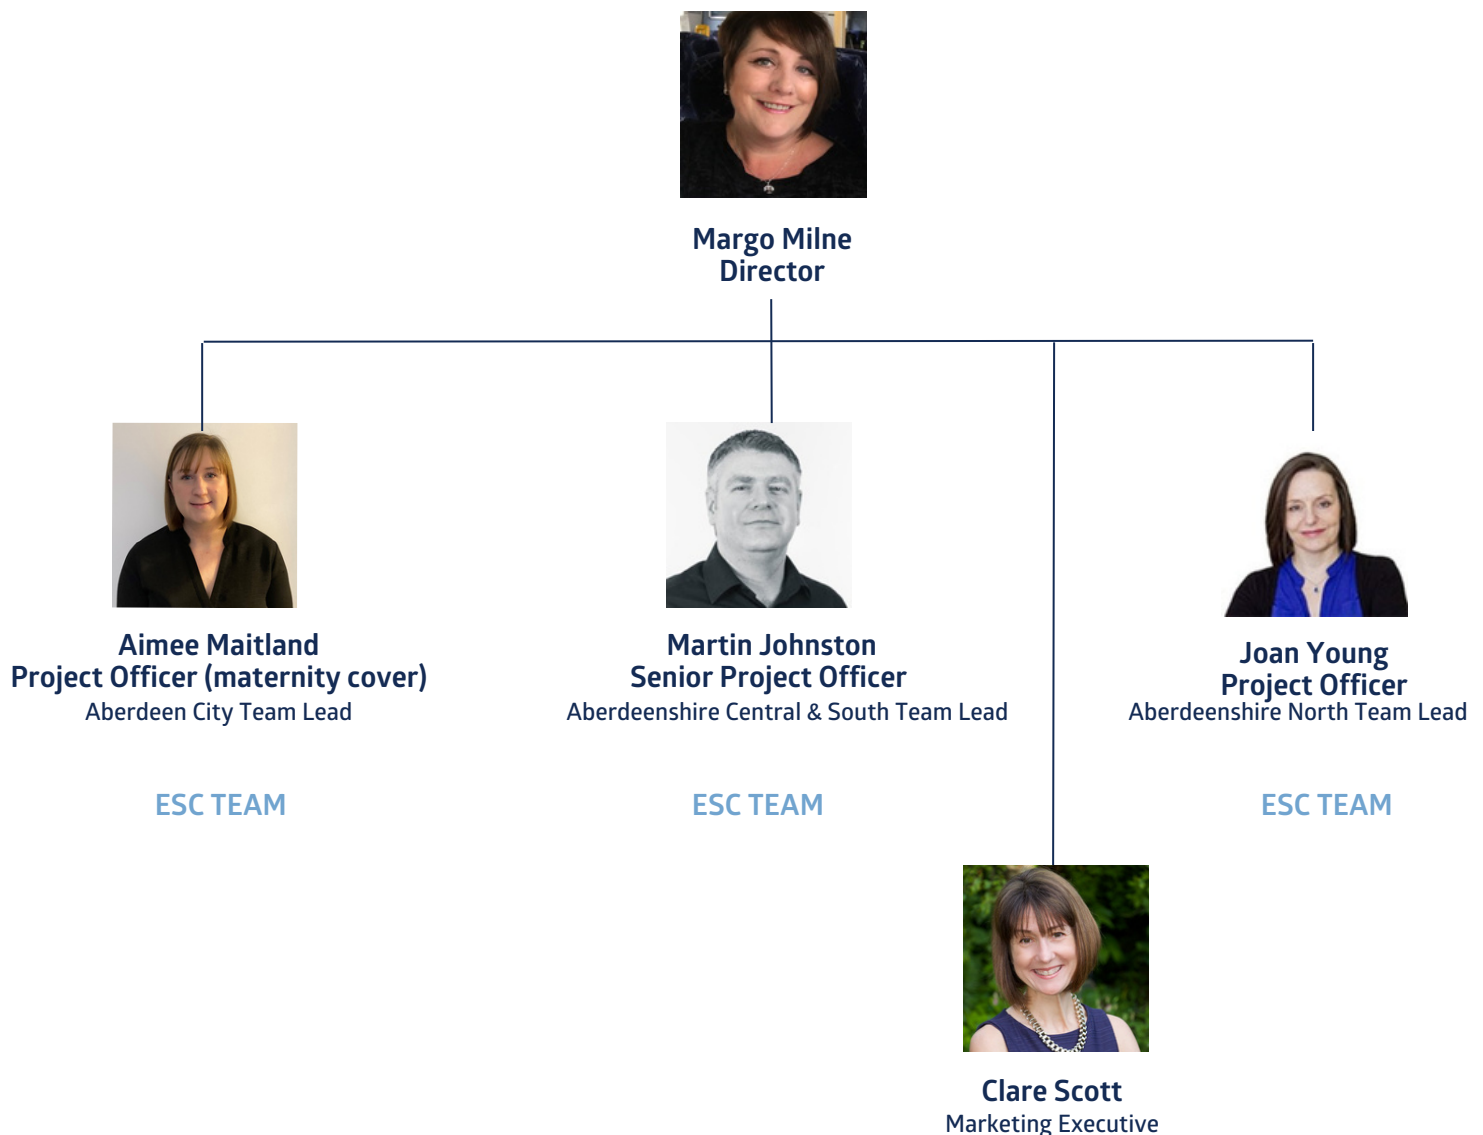 Margo Milne
Director
Aimee Maitland
Project Officer (maternity cover)
Aberdeen City Team Lead
ESC TEAM
Martin Johnston
Senior Project Officer
Aberdeenshire Central & South Team Lead
ESC TEAM
Joan Young
Project Officer
Aberdeenshire North Team Lead
ESC TEAM
Clare Scott
Marketing Executive